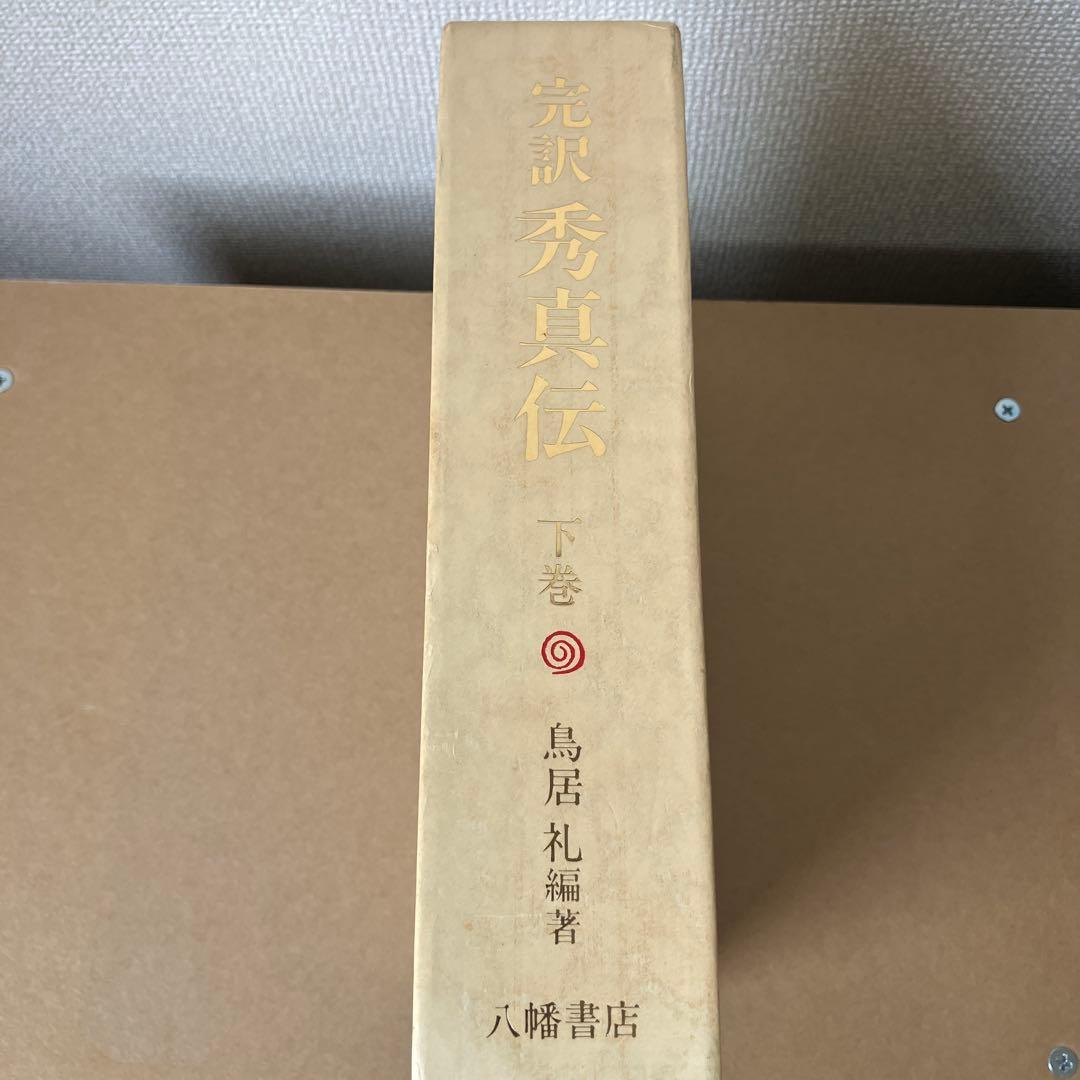 完訳 秀真伝
下巻
鳥居 礼編著
八幡書店